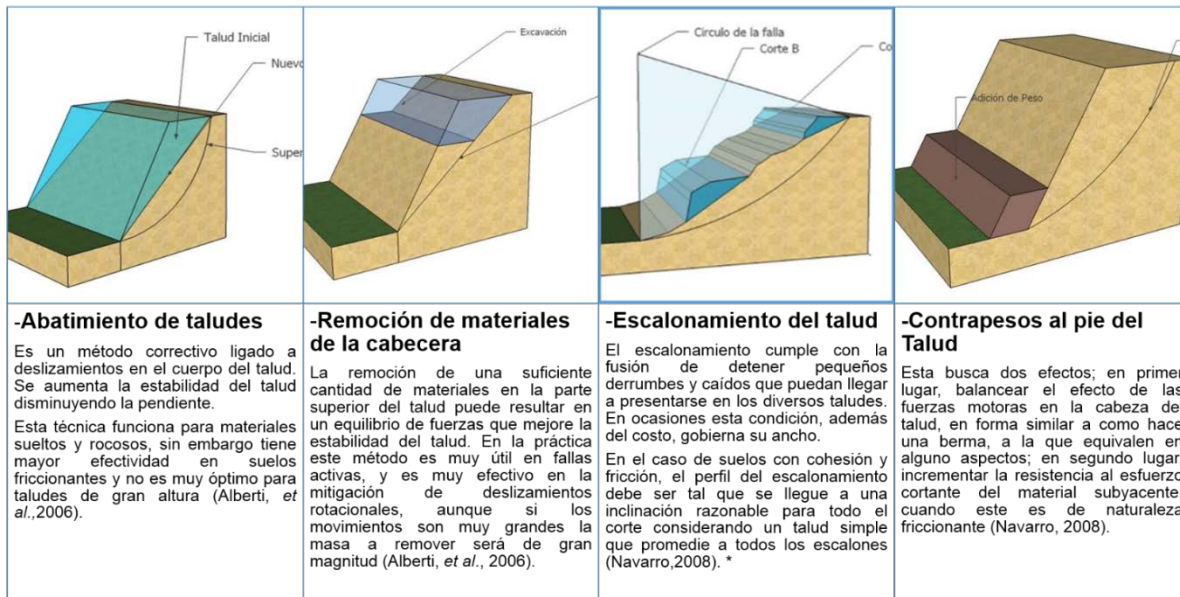 Talud Inicial
Nuevo
Super
Excavación
Circulo de la falla
Corte B
Co
Adición de Peso
-Abatimiento de taludes
Es un método correctivo ligado a
deslizamientos en el cuerpo del talud.
Se aumenta la estabilidad del talud
disminuyendo la pendiente.
Esta técnica funciona para materiales
sueltos y rocosos, sin embargo tiene
mayor efectividad en suelos
friccionantes y no es muy óptimo para
taludes de gran altura (Alberti, et
al.,2006).
-Remoción de materiales
de la cabecera
La remoción de una suficiente
cantidad de materiales en la parte
superior del talud puede resultar en
un equilibrio de fuerzas que mejore la
estabilidad del talud. En la práctica
este método es muy útil en fallas
activas, y es muy efectivo en la
mitigación de deslizamientos
rotacionales, aunque si los
movimientos son muy grandes la
masa a remover será de gran
magnitud (Alberti, et al., 2006).
-Escalonamiento del talud
El escalonamiento cumple con la
fusión de detener pequeños
derrumbes y caídos que puedan llegar
a presentarse en los diversos taludes.
En ocasiones esta condición, además
del costo, gobierna su ancho.
En el caso de suelos con cohesión y
fricción, el perfil del escalonamiento
debe ser tal que se llegue a una
inclinación razonable para todo el
corte considerando un talud simple
que promedie a todos los escalones
(Navarro,2008). *
-Contrapesos al pie del
Talud
Esta busca dos efectos; en primer
lugar, balancear el efecto de las
fuerzas motoras en la cabeza del
talud, en forma similar a como hace
una berma, a la que equivalen en
alguno aspectos; en segundo lugar,
incrementar la resistencia al esfuerzo
cortante del material subyacente,
cuando este es de naturaleza
friccionante (Navarro, 2008).